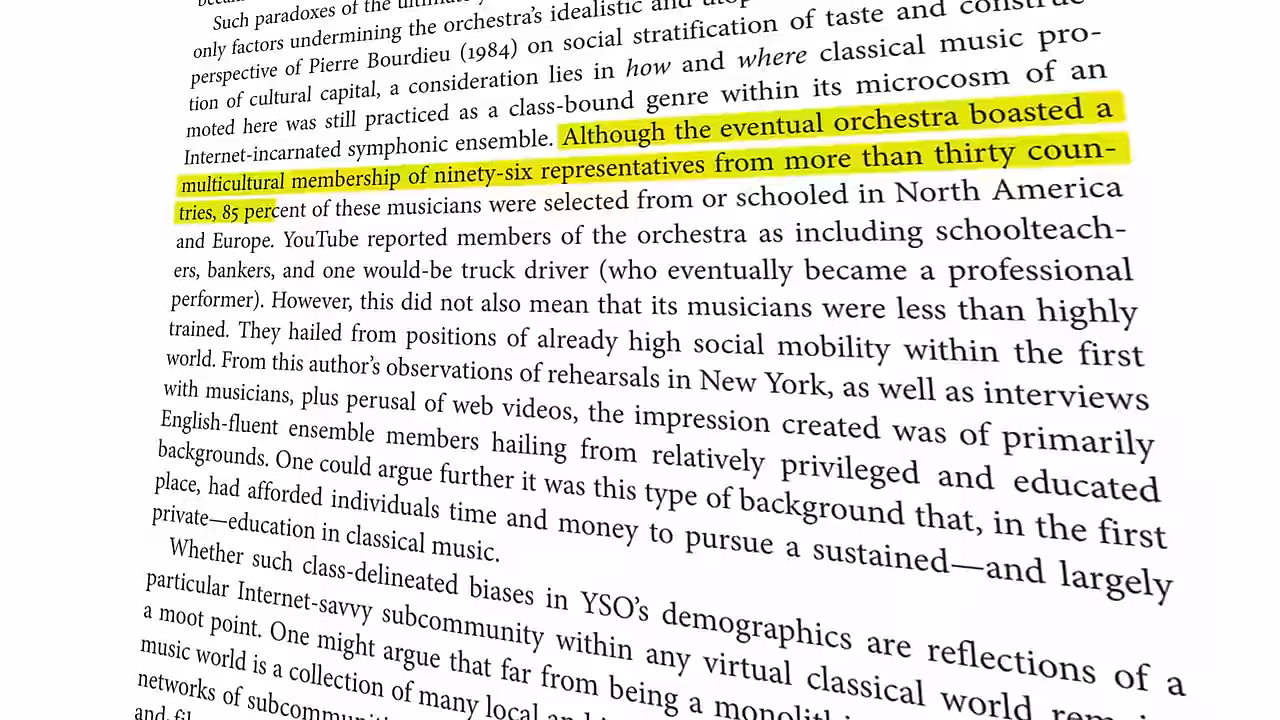 Such paradoxes of the
only factors undermining the orchestra's idealistic and
perspective of Pierre Bourdieu (1984) on social stratification of taste and
tion of cultural capital, a consideration lies in how and where classical music pro-
moted here was still practiced as a class-bound genre within its microcosm of an
Internet-incarnated symphonic ensemble. Although the eventual orchestra boasted a
multicultural membership of ninety-six representatives from more than thirty coun-
tries, 85 percent of these musicians were selected from or schooled in North America
and Europe. YouTube reported members of the orchestra as including schoolteach-
ers, bankers, and one would-be truck driver (who eventually became a professional
performer). However, this did not also mean that its musicians were less than highly
trained. They hailed from positions of already high social mobility within the first
world. From this author's observations of rehearsals in New York, as well as interviews
with musicians, plus perusal of web videos, the impression created was of primarily
English-fluent ensemble members hailing from relatively privileged and educated
backgrounds. One could argue further it was this type of background that, in the first
place, had afforded individuals time and money to pursue a sustained—and largely
private—education in classical music.
Whether such class-delineated biases in YSO's demographics are reflections of a
particular Internet-savvy subcommunity within any virtual classical world
a moot point. One might argue that far from being a
music world is a collection of many local
networks of